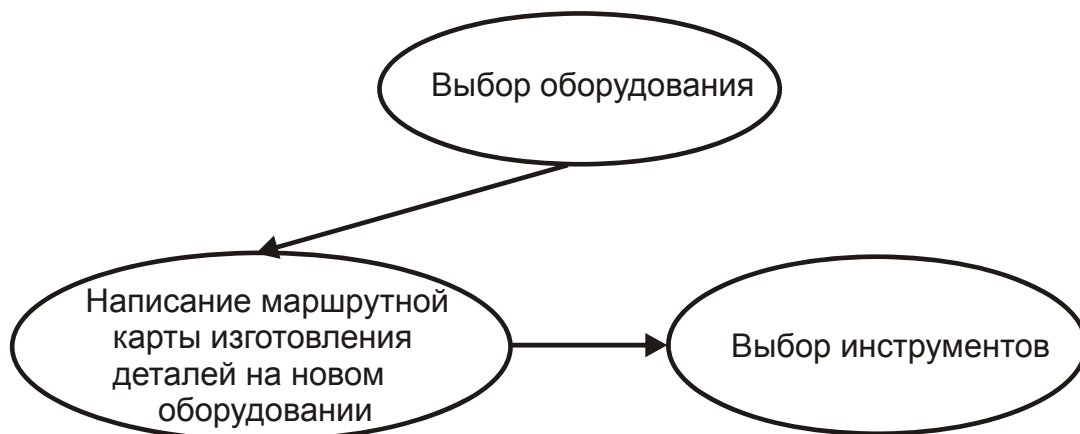 Выбор оборудования
Написание маршрутной
карты изготовления
деталей на новом
оборудовании
Выбор инструментов